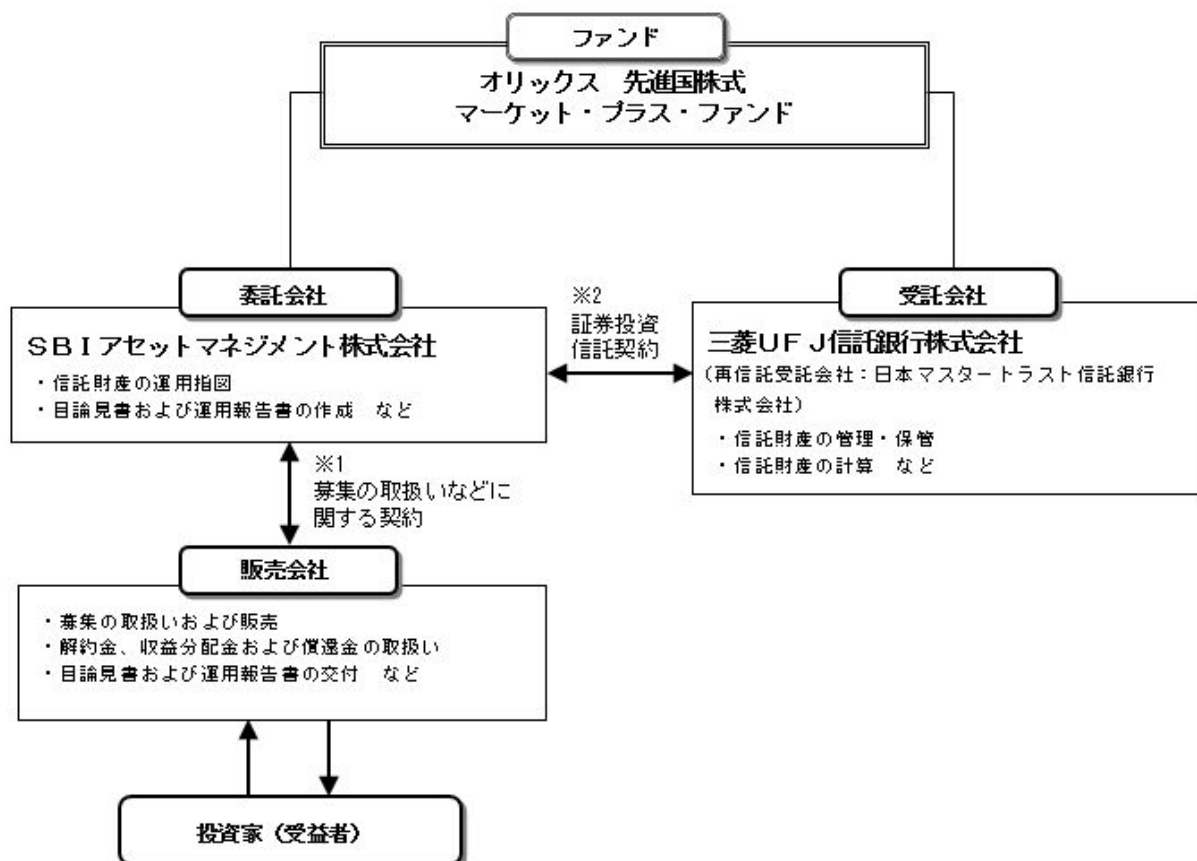 ファンド
オリックス　先進国株式
マーケット・プラス・ファンド
委託会社
ＳＢＩアセットマネジメント株式会社
・信託財産の運用指図
・目論見書および運用報告書の作成　など
※2
証券投資
信託契約
受託会社
三菱ＵＦＪ信託銀行株式会社
（再信託受託会社：日本マスタートラスト信託銀行
株式会社）
・信託財産の管理・保管
・信託財産の計算　など
※1
募集の取扱いなどに
関する契約
販売会社
・募集の取扱いおよび販売
・解約金、収益分配金および償還金の取扱い
・目論見書および運用報告書の交付　など
投資家（受益者）